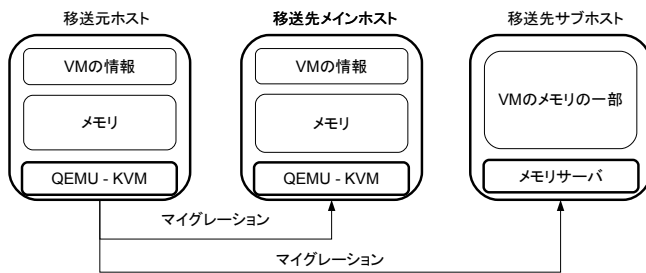 移送元ホスト
移送先メインホスト
移送先サブホスト
VMの情報
VMの情報
VMのメモリの一部
メモリ
メモリ
QEMU - KVM
QEMU - KVM
メモリサーバ
マイグレーション
マイグレーション